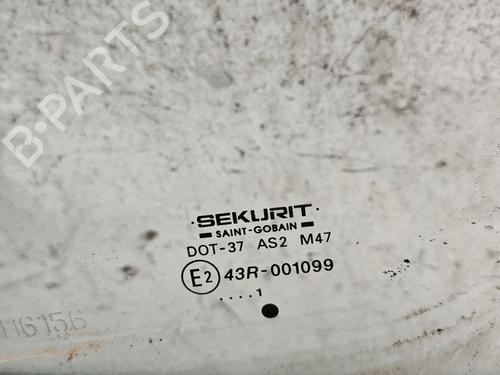 B-PARTS
SEKURIT
SAINT-GOBAIN
DOT-37 AS2 M47
E2 43R-001099
....1
116156